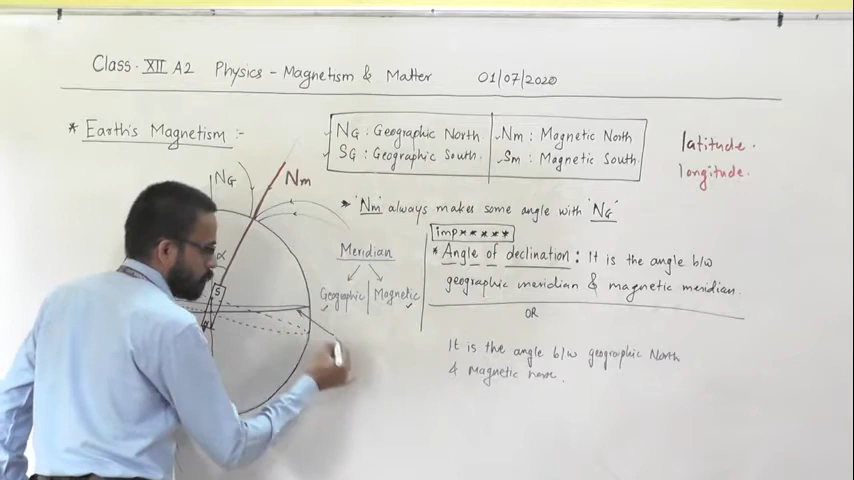 Class. XII A2 Physics - Magnetism & Matter 01/07/2020
* Earth's Magnetism :-
NG : Geographic North.
SG : Geographic South.
Nm : Magnetic North
Sm : Magnetic South.
latitude.
longitude.
NG
Nm
* 'Nm' always makes some angle with 'NG'
imp*****
* Angle of declination : It is the angle b/w
geographic meridian & magnetic meridian.
OR
It is the angle b/w geographic North
& Magnetic
Meridian
Geographic | Magnetic
α
S